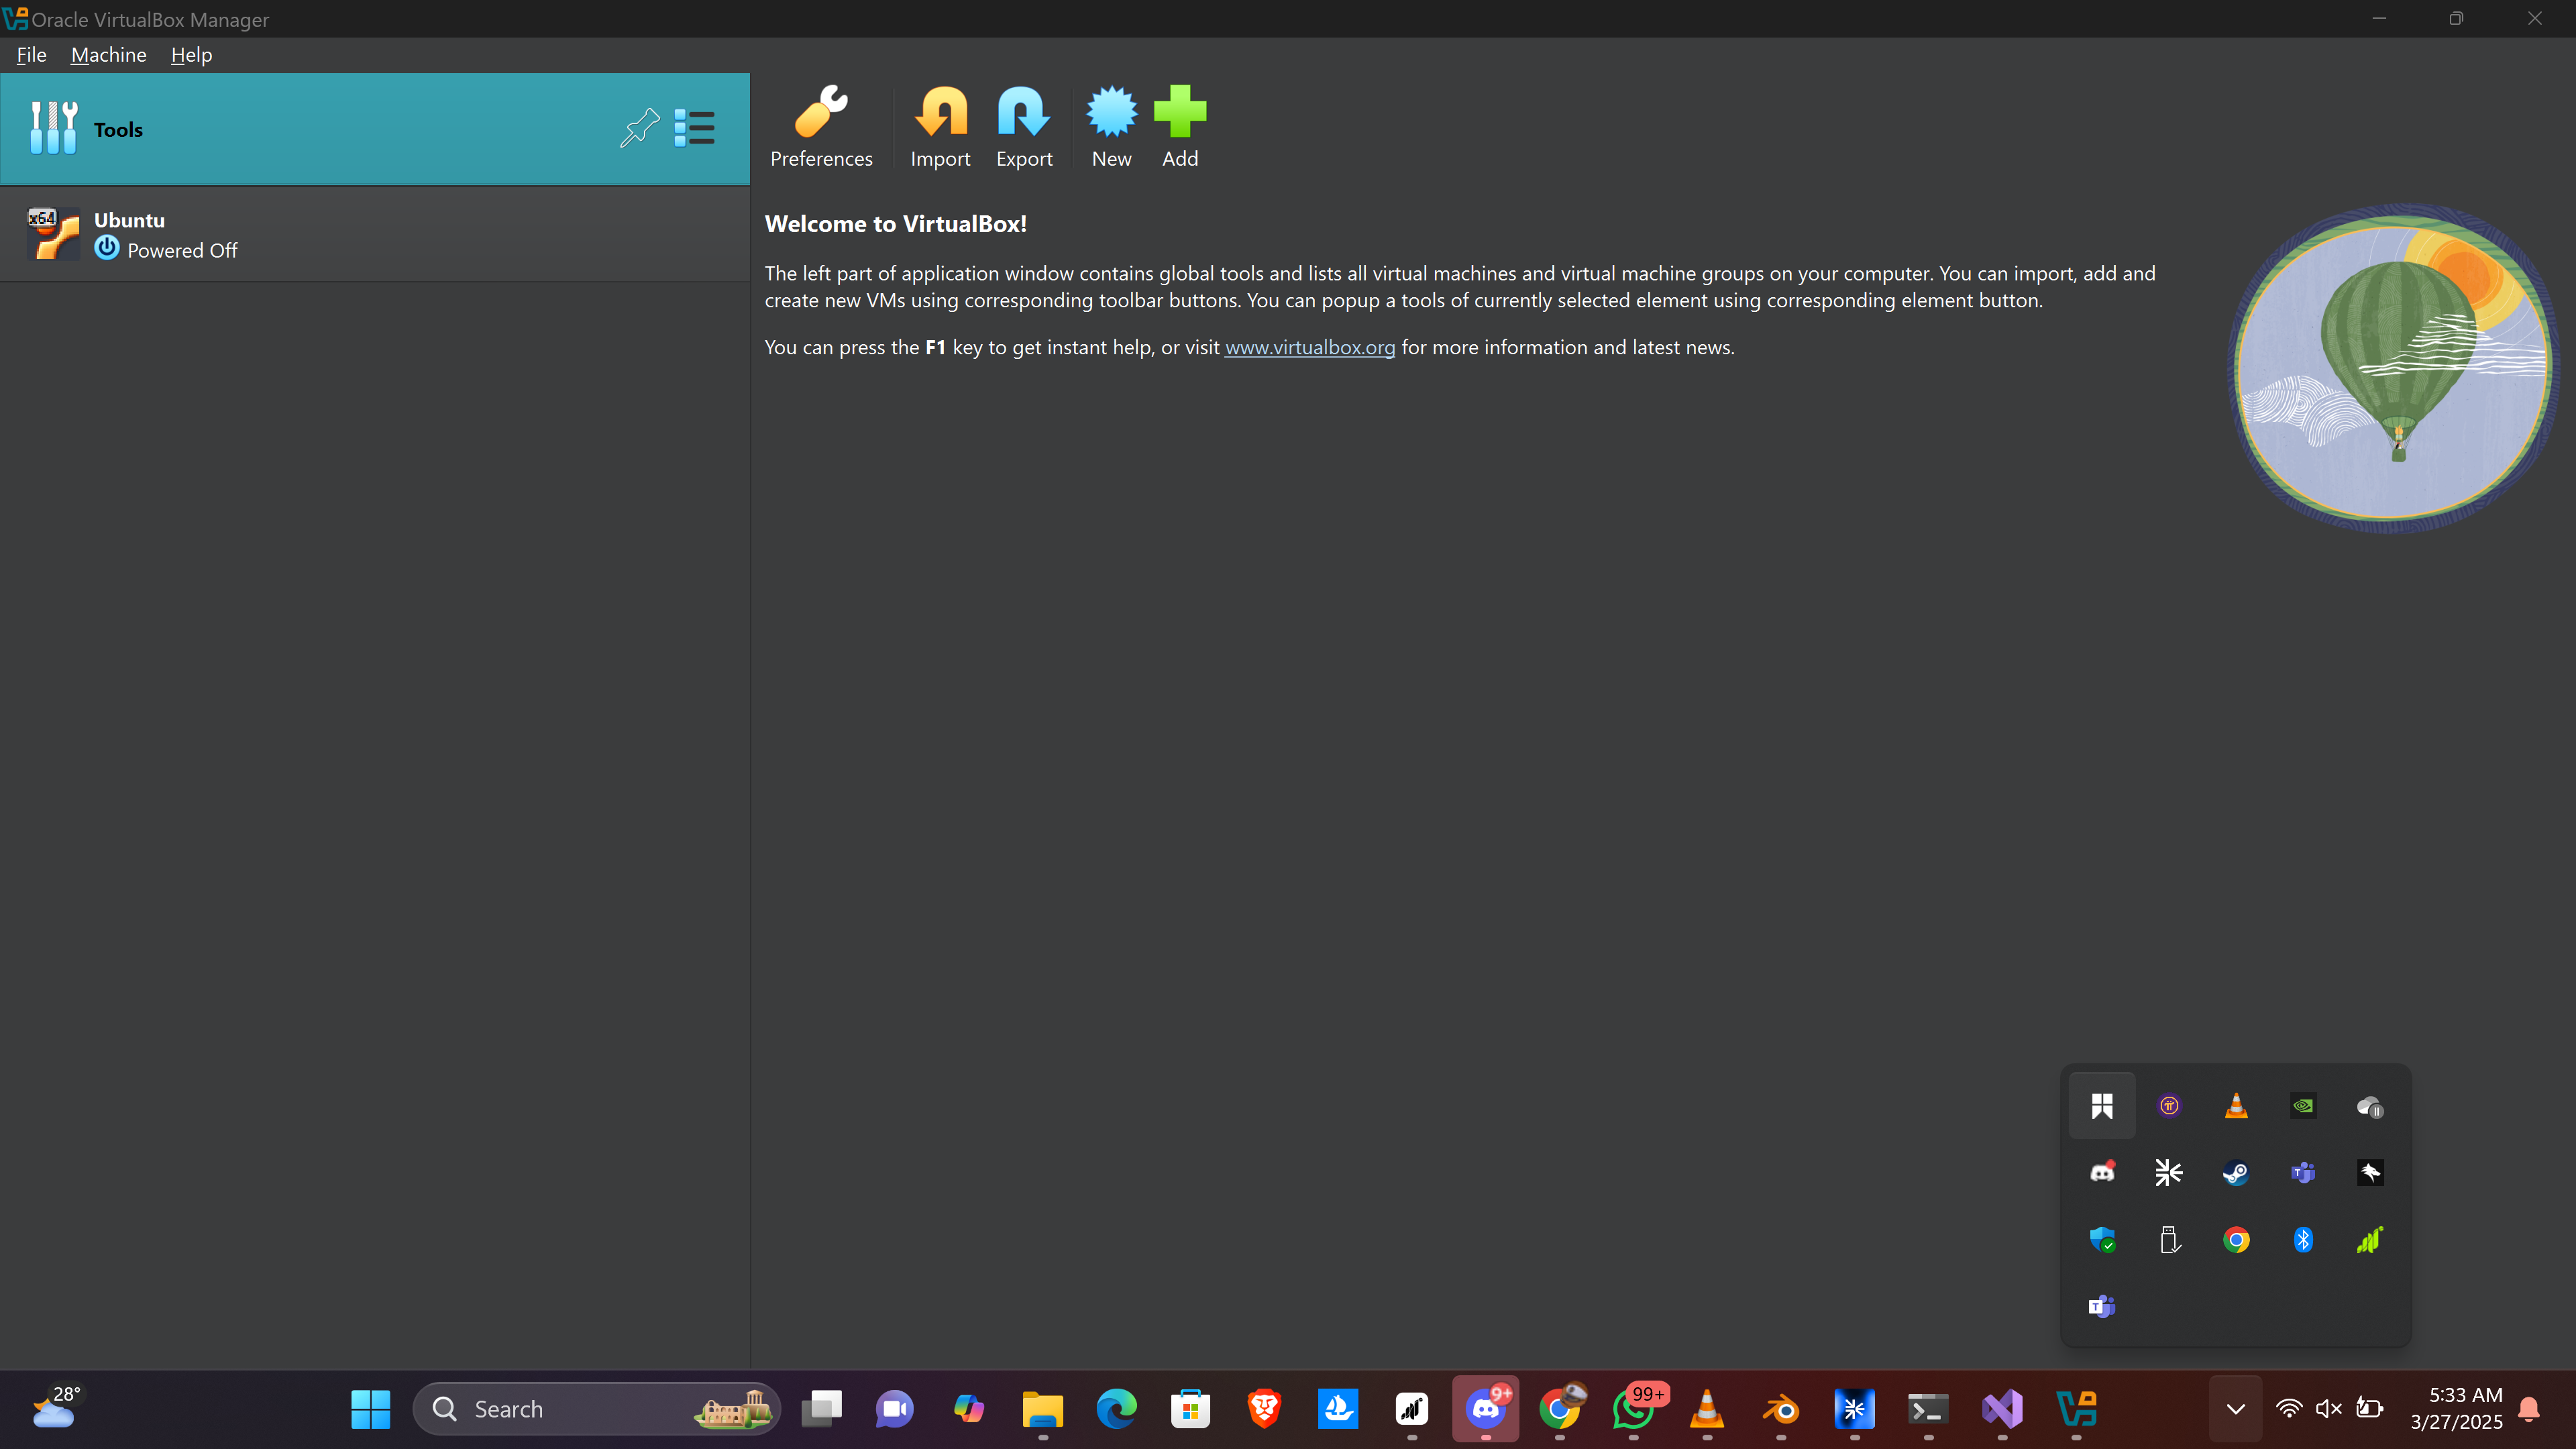 Oracle VirtualBox Manager
File Machine Help
Tools
Preferences Import Export New Add
x64
Ubuntu
Powered Off
Welcome to VirtualBox!
The left part of application window contains global tools and lists all virtual machines and virtual machine groups on your computer. You can import, add and
create new VMs using corresponding toolbar buttons. You can popup a tools of currently selected element using corresponding element button.
You can press the F1 key to get instant help, or visit www.virtualbox.org for more information and latest news.
28°
Search
9+
99+
5:33 AM
3/27/2025